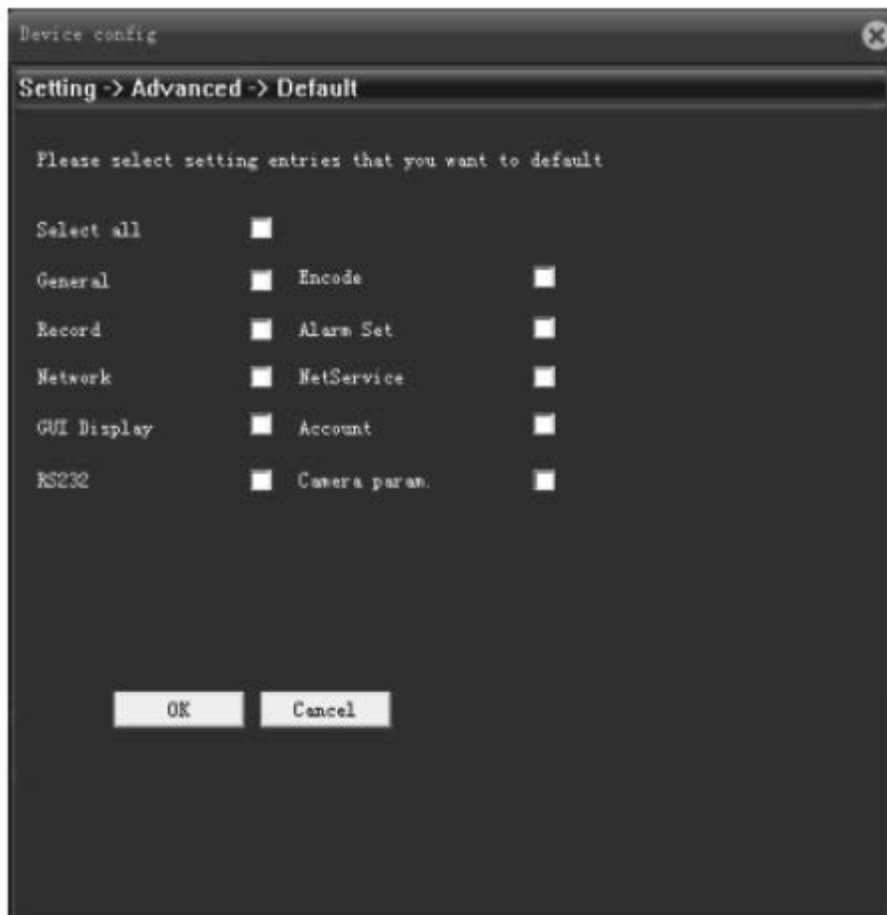 Device config
Setting -> Advanced -> Default
Please select setting entries that you want to default
Select all
General Encode
Record Alarm Set
Network NetService
GUI Display Account
RS232 Camera param.
OK Cancel